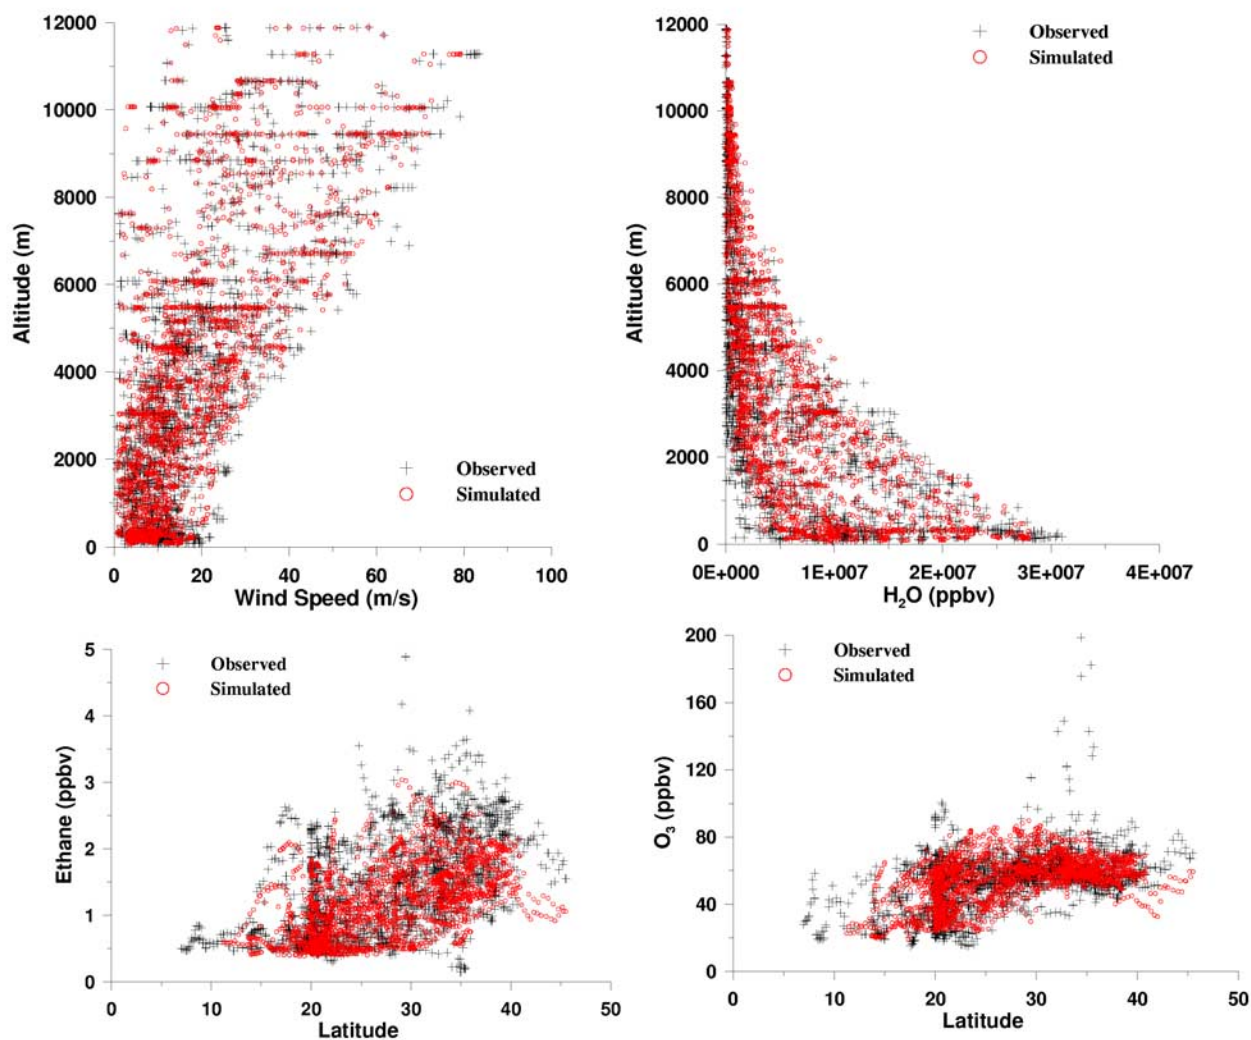 12000
10000
8000
6000
4000
2000
0
Altitude (m)
0 20 40 60 80 100
Wind Speed (m/s)
Observed
Simulated
12000
10000
8000
6000
4000
2000
0
Altitude (m)
0E+000 1E+007 2E+007 3E+007 4E+007
H₂O (ppbv)
Observed
Simulated
5
4
3
2
1
0
Ethane (ppbv)
0 10 20 30 40 50
Latitude
Observed
Simulated
200
160
120
80
40
0
O₃ (ppbv)
0 10 20 30 40 50
Latitude
Observed
Simulated